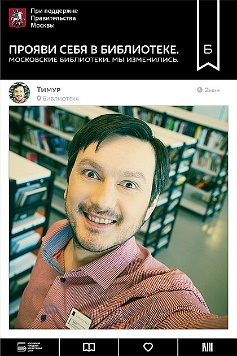 При поддержке
Правительства
Москвы
ПРОЯВИ СЕБЯ В БИБЛИОТЕКЕ.
МОСКОВСКИЕ БИБЛИОТЕКИ. МЫ ИЗМЕНИЛИСЬ.
Б
Тимур
Библиотека